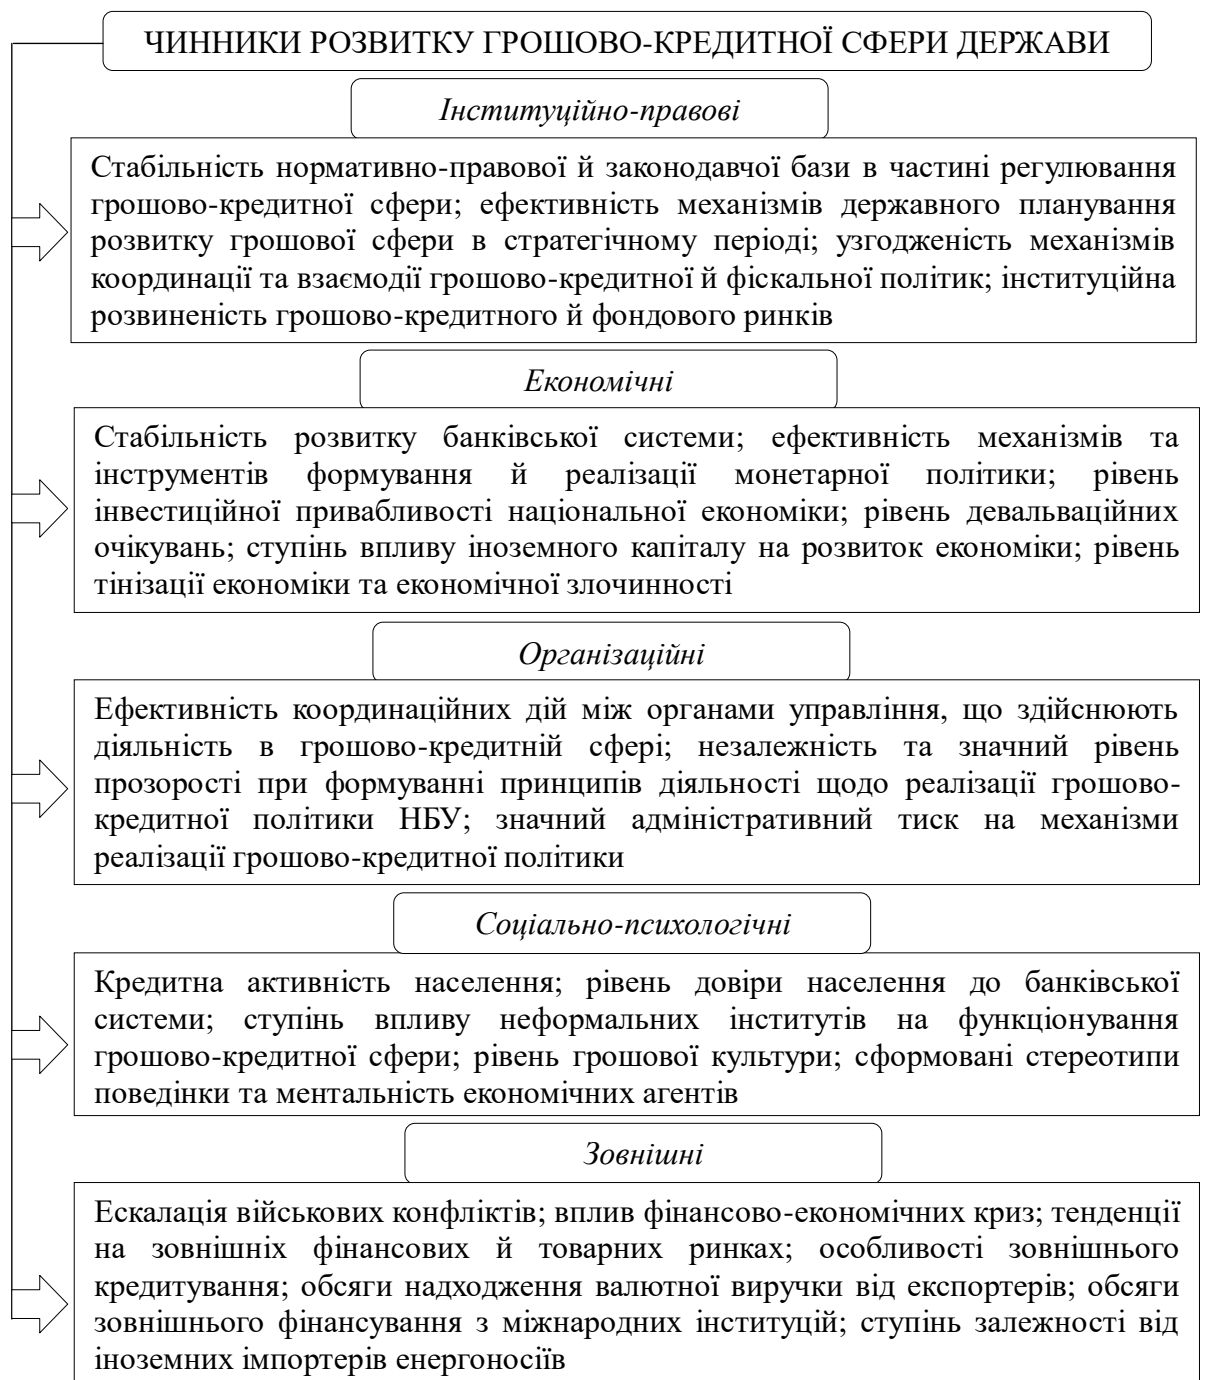 ЧИННИКИ РОЗВИТКУ ГРОШОВО-КРЕДИТНОЇ СФЕРИ ДЕРЖАВИ
Інституційно-правові
Стабільність нормативно-правової й законодавчої бази в частині регулювання
грошово-кредитної сфери; ефективність механізмів державного планування
розвитку грошової сфери в стратегічному періоді; узгодженість механізмів
координації та взаємодії грошово-кредитної й фіскальної політик; інституційна
розвиненість грошово-кредитного й фондового ринків
Економічні
Стабільність розвитку банківської системи; ефективність механізмів та
інструментів формування й реалізації монетарної політики; рівень
інвестиційної привабливості національної економіки; рівень девальваційних
очікувань; ступінь впливу іноземного капіталу на розвиток економіки; рівень
тінізації економіки та економічної злочинності
Організаційні
Ефективність координаційних дій між органами управління, що здійснюють
діяльність в грошово-кредитній сфері; незалежність та значний рівень
прозорості при формуванні принципів діяльності щодо реалізації грошово-
кредитної політики НБУ; значний адміністративний тиск на механізми
реалізації грошово-кредитної політики
Соціально-психологічні
Кредитна активність населення; рівень довіри населення до банківської
системи; ступінь впливу неформальних інститутів на функціонування
грошово-кредитної сфери; рівень грошової культури; сформовані стереотипи
поведінки та ментальність економічних агентів
Зовнішні
Ескалація військових конфліктів; вплив фінансово-економічних криз; тенденції
на зовнішніх фінансових й товарних ринках; особливості зовнішнього
кредитування; обсяги надходження валютної виручки від експортерів; обсяги
зовнішнього фінансування з міжнародних інституцій; ступінь залежності від
іноземних імпортерів енергоносіїв